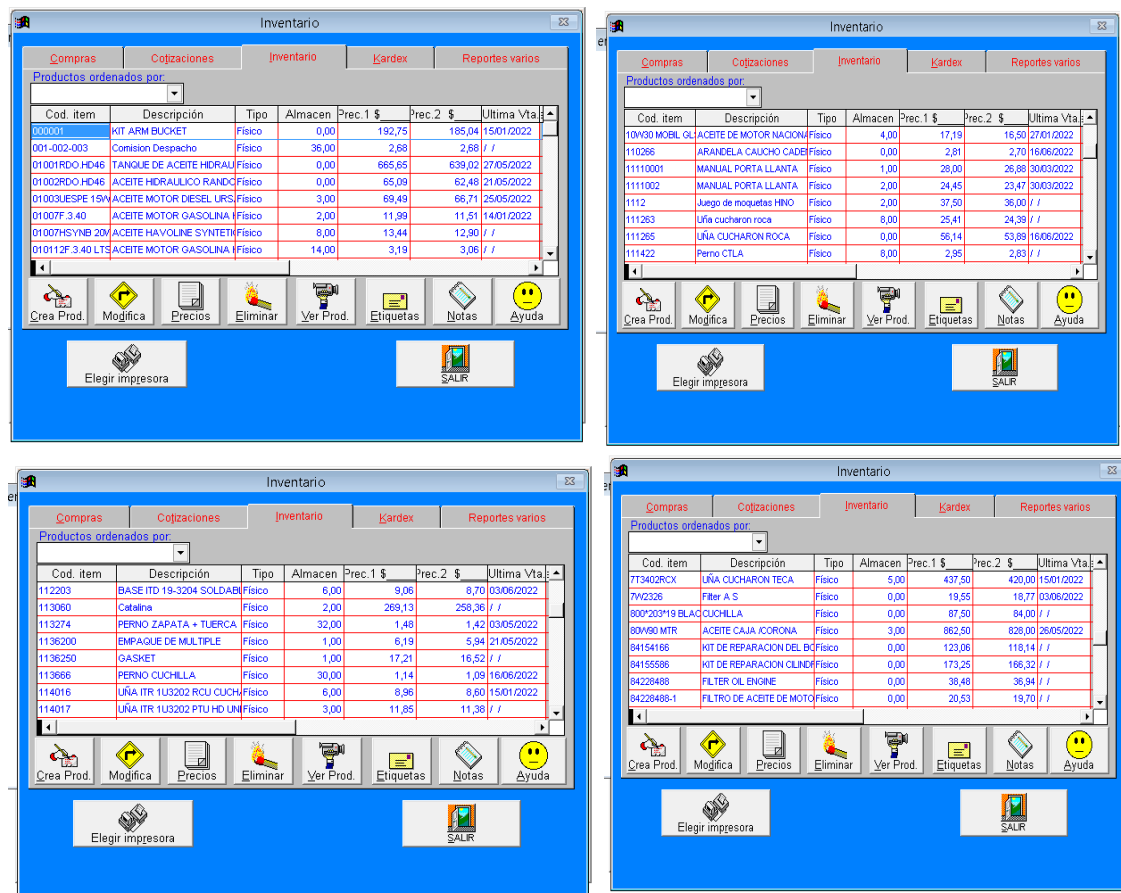 Inventario
Compras Cotizaciones Inventario Kardex Reportes varios
Productos ordenados por:
Cod. item Descripción Tipo Almacen Prec.1 $ Prec.2 $ Ultima Vta.
000001 KIT ARM BUCKET Físico 0,00 192,75 185,04 15/01/2022
001-002-003 Comision Despacho Físico 36,00 2,68 2,68 / /
01001RDO.HD46 TANQUE DE ACEITE HIDRAU Físico 0,00 665,65 639,02 27/05/2022
01002RDO.HD46 ACEITE HIDRAULICO RANDO Físico 0,00 65,09 62,48 21/05/2022
01003UESPE 15W ACEITE MOTOR DIESEL URS Físico 3,00 69,49 66,71 25/05/2022
01007F.3.40 ACEITE MOTOR GASOLINA Físico 2,00 11,99 11,51 14/01/2022
01007HSYNB 20W ACEITE HAVOLINE SYNTETI Físico 8,00 13,44 12,90 / /
010112F.3.40 LTS ACEITE MOTOR GASOLINA Físico 14,00 3,19 3,06 / /
Crea Prod. Modifica Precios Eliminar Ver Prod. Etiquetas Notas Ayuda
Elegir impresora SALIR
Inventario
Compras Cotizaciones Inventario Kardex Reportes varios
Productos ordenados por:
Cod. item Descripción Tipo Almacen Prec.1 $ Prec.2 $ Ultima Vta.
10W30 MOBIL GL ACEITE DE MOTOR NACIONA Físico 4,00 17,19 16,50 27/01/2022
110266 ARANDELA CAUCHO CADE Físico 0,00 2,81 2,70 16/06/2022
11110001 MANUAL PORTA LLANTA Físico 1,00 28,00 26,88 30/03/2022
1111002 MANUAL PORTA LLANTA Físico 2,00 24,45 23,47 30/03/2022
1112 Juego de moquetas HINO Físico 2,00 37,50 36,00 / /
111263 Uña cucharon roca Físico 8,00 25,41 24,39 / /
111265 UÑA CUCHARON ROCA Físico 0,00 56,14 53,89 16/06/2022
111422 Perno CTLA Físico 8,00 2,95 2,83 / /
Crea Prod. Modifica Precios Eliminar Ver Prod. Etiquetas Notas Ayuda
Elegir impresora SALIR
Inventario
Compras Cotizaciones Inventario Kardex Reportes varios
Productos ordenados por:
Cod. item Descripción Tipo Almacen Prec.1 $ Prec.2 $ Ultima Vta.
112203 BASE ITD 19-3204 SOLDABL Físico 6,00 9,06 8,70 03/06/2022
113060 Catalina Físico 2,00 269,13 258,36 / /
113274 PERNO ZAPATA + TUERCA Físico 32,00 1,48 1,42 03/05/2022
1136200 EMPAQUE DE MULTIPLE Físico 1,00 6,19 5,94 21/05/2022
1136250 GASKET Físico 1,00 17,21 16,52 / /
113666 PERNO CUCHILLA Físico 30,00 1,14 1,09 16/06/2022
114016 UÑA ITR 1U3202 RCU CUCH Físico 6,00 8,96 8,60 15/01/2022
114017 UÑA ITR 1U3202 PTU HD UNI Físico 3,00 11,85 11,38 / /
Crea Prod. Modifica Precios Eliminar Ver Prod. Etiquetas Notas Ayuda
Elegir impresora SALIR
Inventario
Compras Cotizaciones Inventario Kardex Reportes varios
Productos ordenados por:
Cod. item Descripción Tipo Almacen Prec.1 $ Prec.2 $ Ultima Vta.
7T3402RCX UÑA CUCHARON TECA Físico 5,00 437,50 420,00 15/01/2022
7W2326 Filter A S Físico 0,00 19,55 18,77 03/06/2022
800*203*19 BLAC CUCHILLA Físico 0,00 87,50 84,00 / /
80W90 MTR ACEITE CAJA /CORONA Físico 3,00 862,50 828,00 26/05/2022
84154166 KIT DE REPARACION DEL BO Físico 0,00 123,06 118,14 / /
84155586 KIT DE REPARACION CILINDR Físico 0,00 173,25 166,32 / /
84228488 FILTER OIL ENGINE Físico 0,00 38,48 36,94 / /
84228488-1 FILTRO DE ACEITE DE MOTO Físico 0,00 20,53 19,70 / /
Crea Prod. Modifica Precios Eliminar Ver Prod. Etiquetas Notas Ayuda
Elegir impresora SALIR